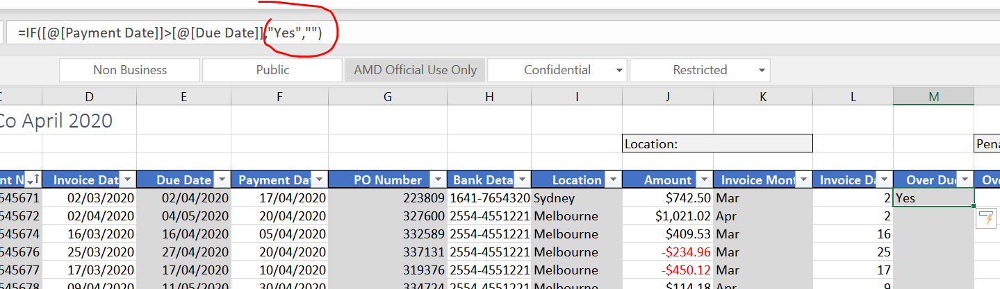 =IF([@[Payment Date]]>[@[Due Date]],"Yes","")
Non Business Public AMD Official Use Only Confidential Restricted
C D E F G H I J K L M
Co April 2020
Location: Pena
nt N Invoice Dat Due Date Payment Dat PO Number Bank Deta Location Amount Invoice Mont Invoice Da Over Due Ove
545671 02/03/2020 02/04/2020 17/04/2020 223809 1641-7654320 Sydney $742.50 Mar 2 Yes
545672 02/04/2020 04/05/2020 20/04/2020 327600 2554-4551221- Melbourne $1,021.02 Apr 2
545674 16/03/2020 16/04/2020 05/04/2020 332589 2554-4551221- Melbourne $409.53 Mar 16
545676 25/03/2020 27/04/2020 20/04/2020 337131 2554-4551221- Melbourne -$234.96 Mar 25
545677 17/03/2020 17/04/2020 10/04/2020 319376 2554-4551221- Melbourne -$450.12 Mar 17
545678 09/04/2020 11/05/2020 30/04/2020 334724 2554-4551221- Melbourne $114.18 Apr 9